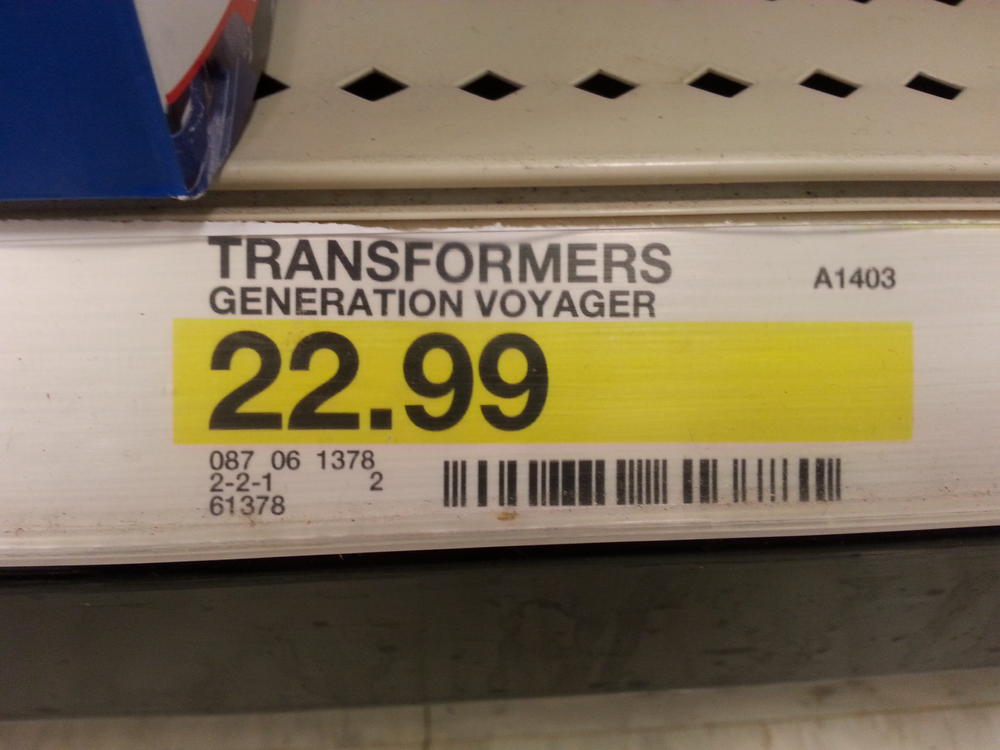 TRANSFORMERS
GENERATION VOYAGER
A1403
22.99
087 06 1378
2-2-1 2
61378